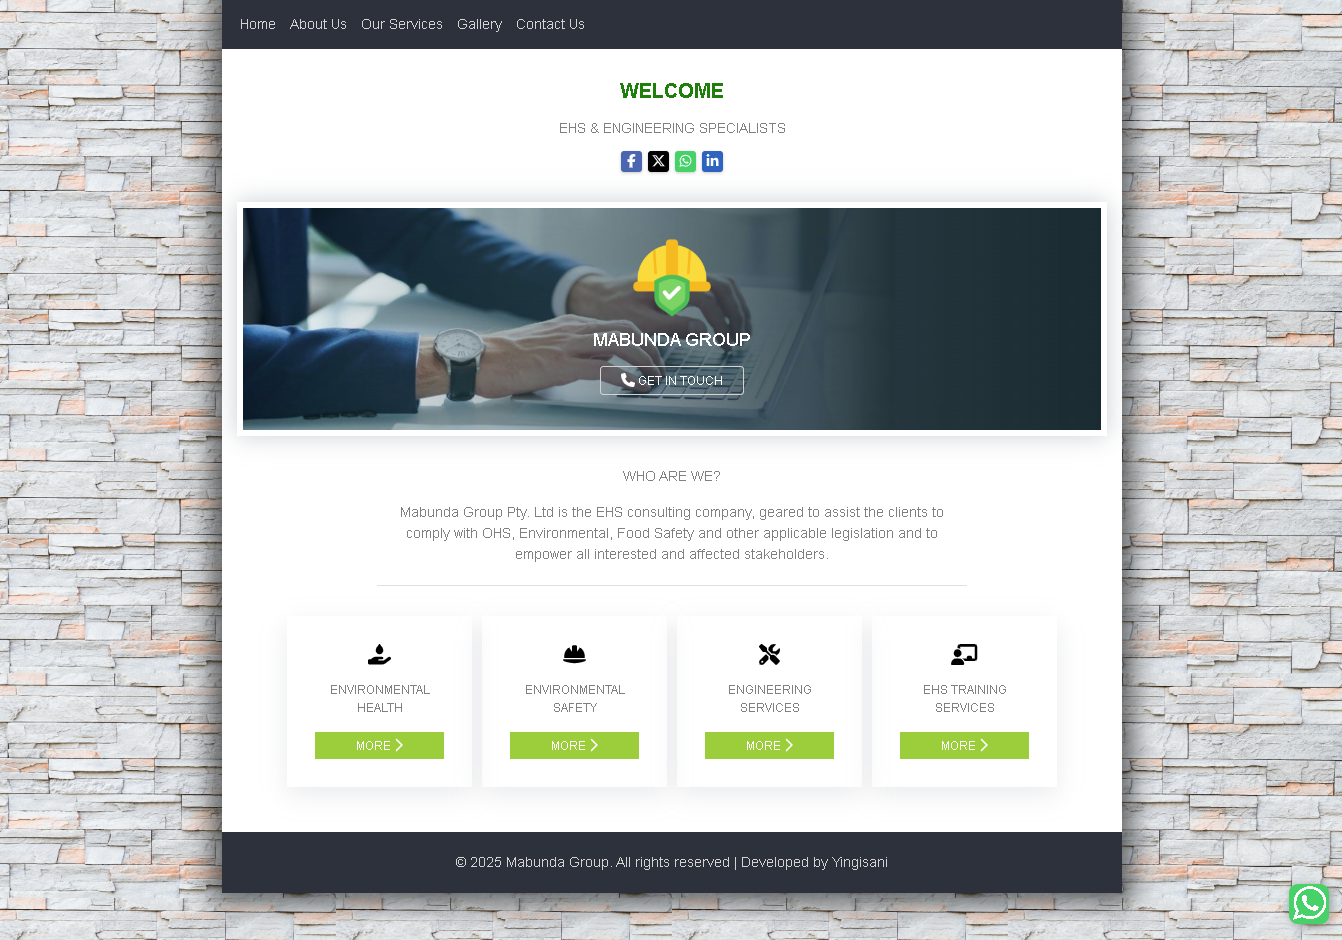 Home About Us Our Services Gallery Contact Us
WELCOME
EHS & ENGINEERING SPECIALISTS
MABUNDA GROUP
GET IN TOUCH
WHO ARE WE?
Mabunda Group Pty. Ltd is the EHS consulting company, geared to assist the clients to
comply with OHS, Environmental, Food Safety and other applicable legislation and to
empower all interested and affected stakeholders.
ENVIRONMENTAL
HEALTH
MORE
ENVIRONMENTAL
SAFETY
MORE
ENGINEERING
SERVICES
MORE
EHS TRAINING
SERVICES
MORE
© 2025 Mabunda Group. All rights reserved | Developed by Yingisani